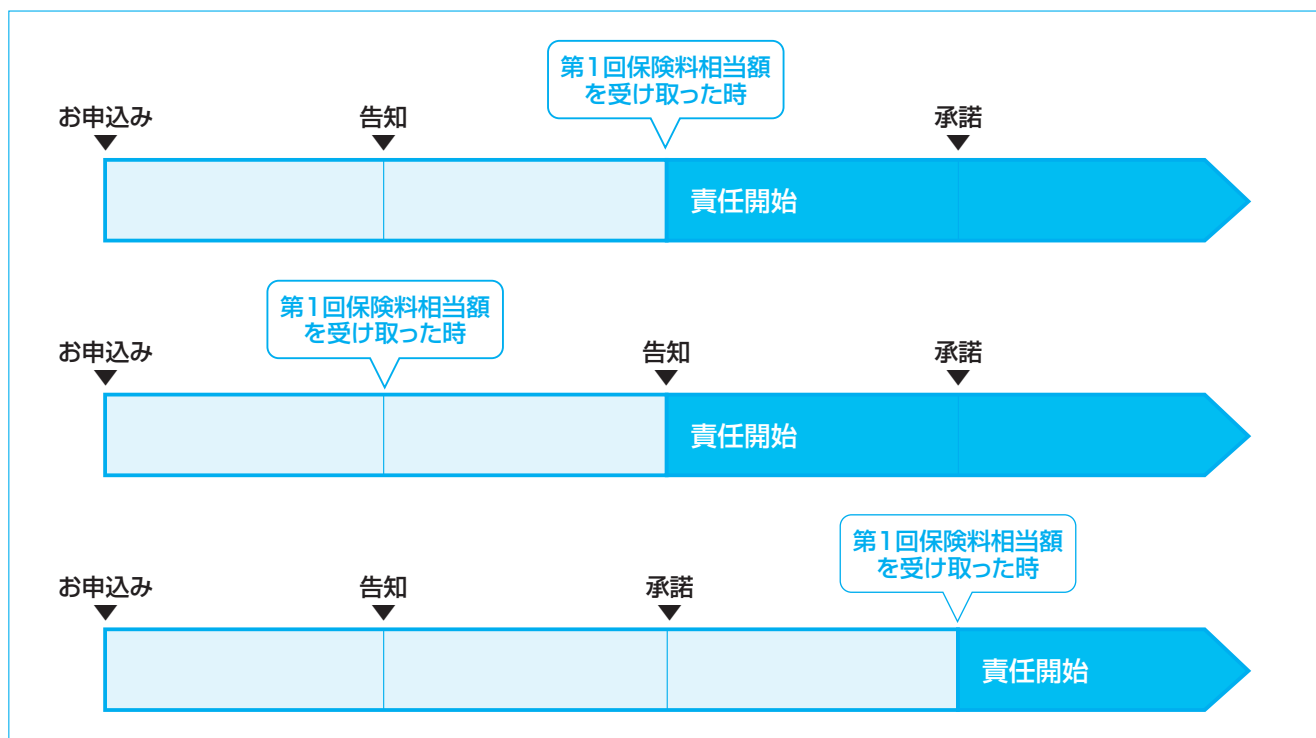 第1回保険料相当額
を受け取った時
お申込み
告知
承諾
責任開始
第1回保険料相当額
を受け取った時
お申込み
告知
承諾
責任開始
第1回保険料相当額
を受け取った時
お申込み
告知
承諾
責任開始